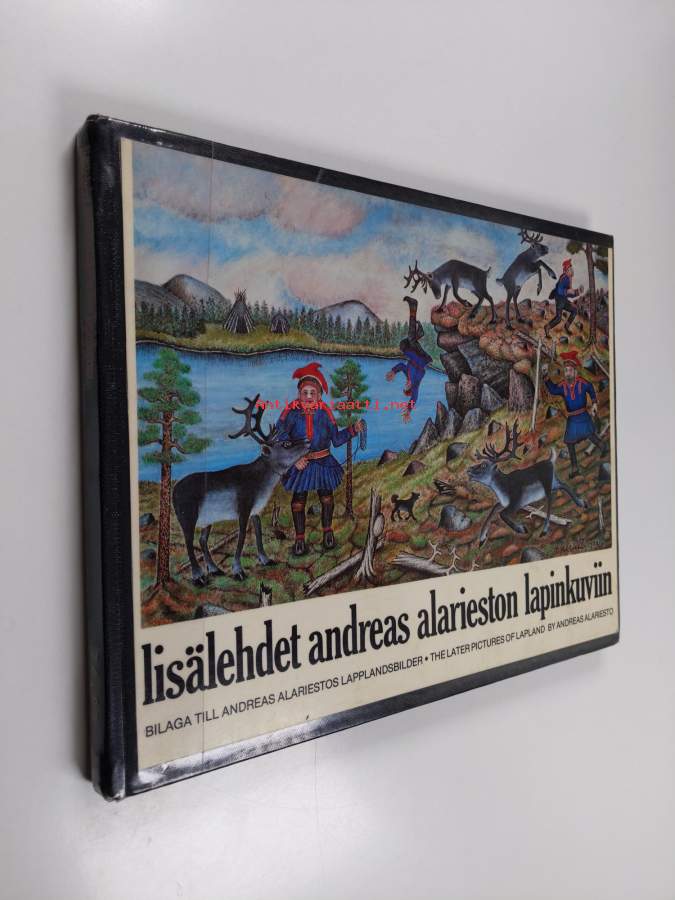 Antikvariaatti.net
lisälehdet andreas alarieston lapinkuviin
BILAGA TILL ANDREAS ALARIESTOS LAPPLANDSBILDER • THE LATER PICTURES OF LAPLAND BY ANDREAS ALARIESTO